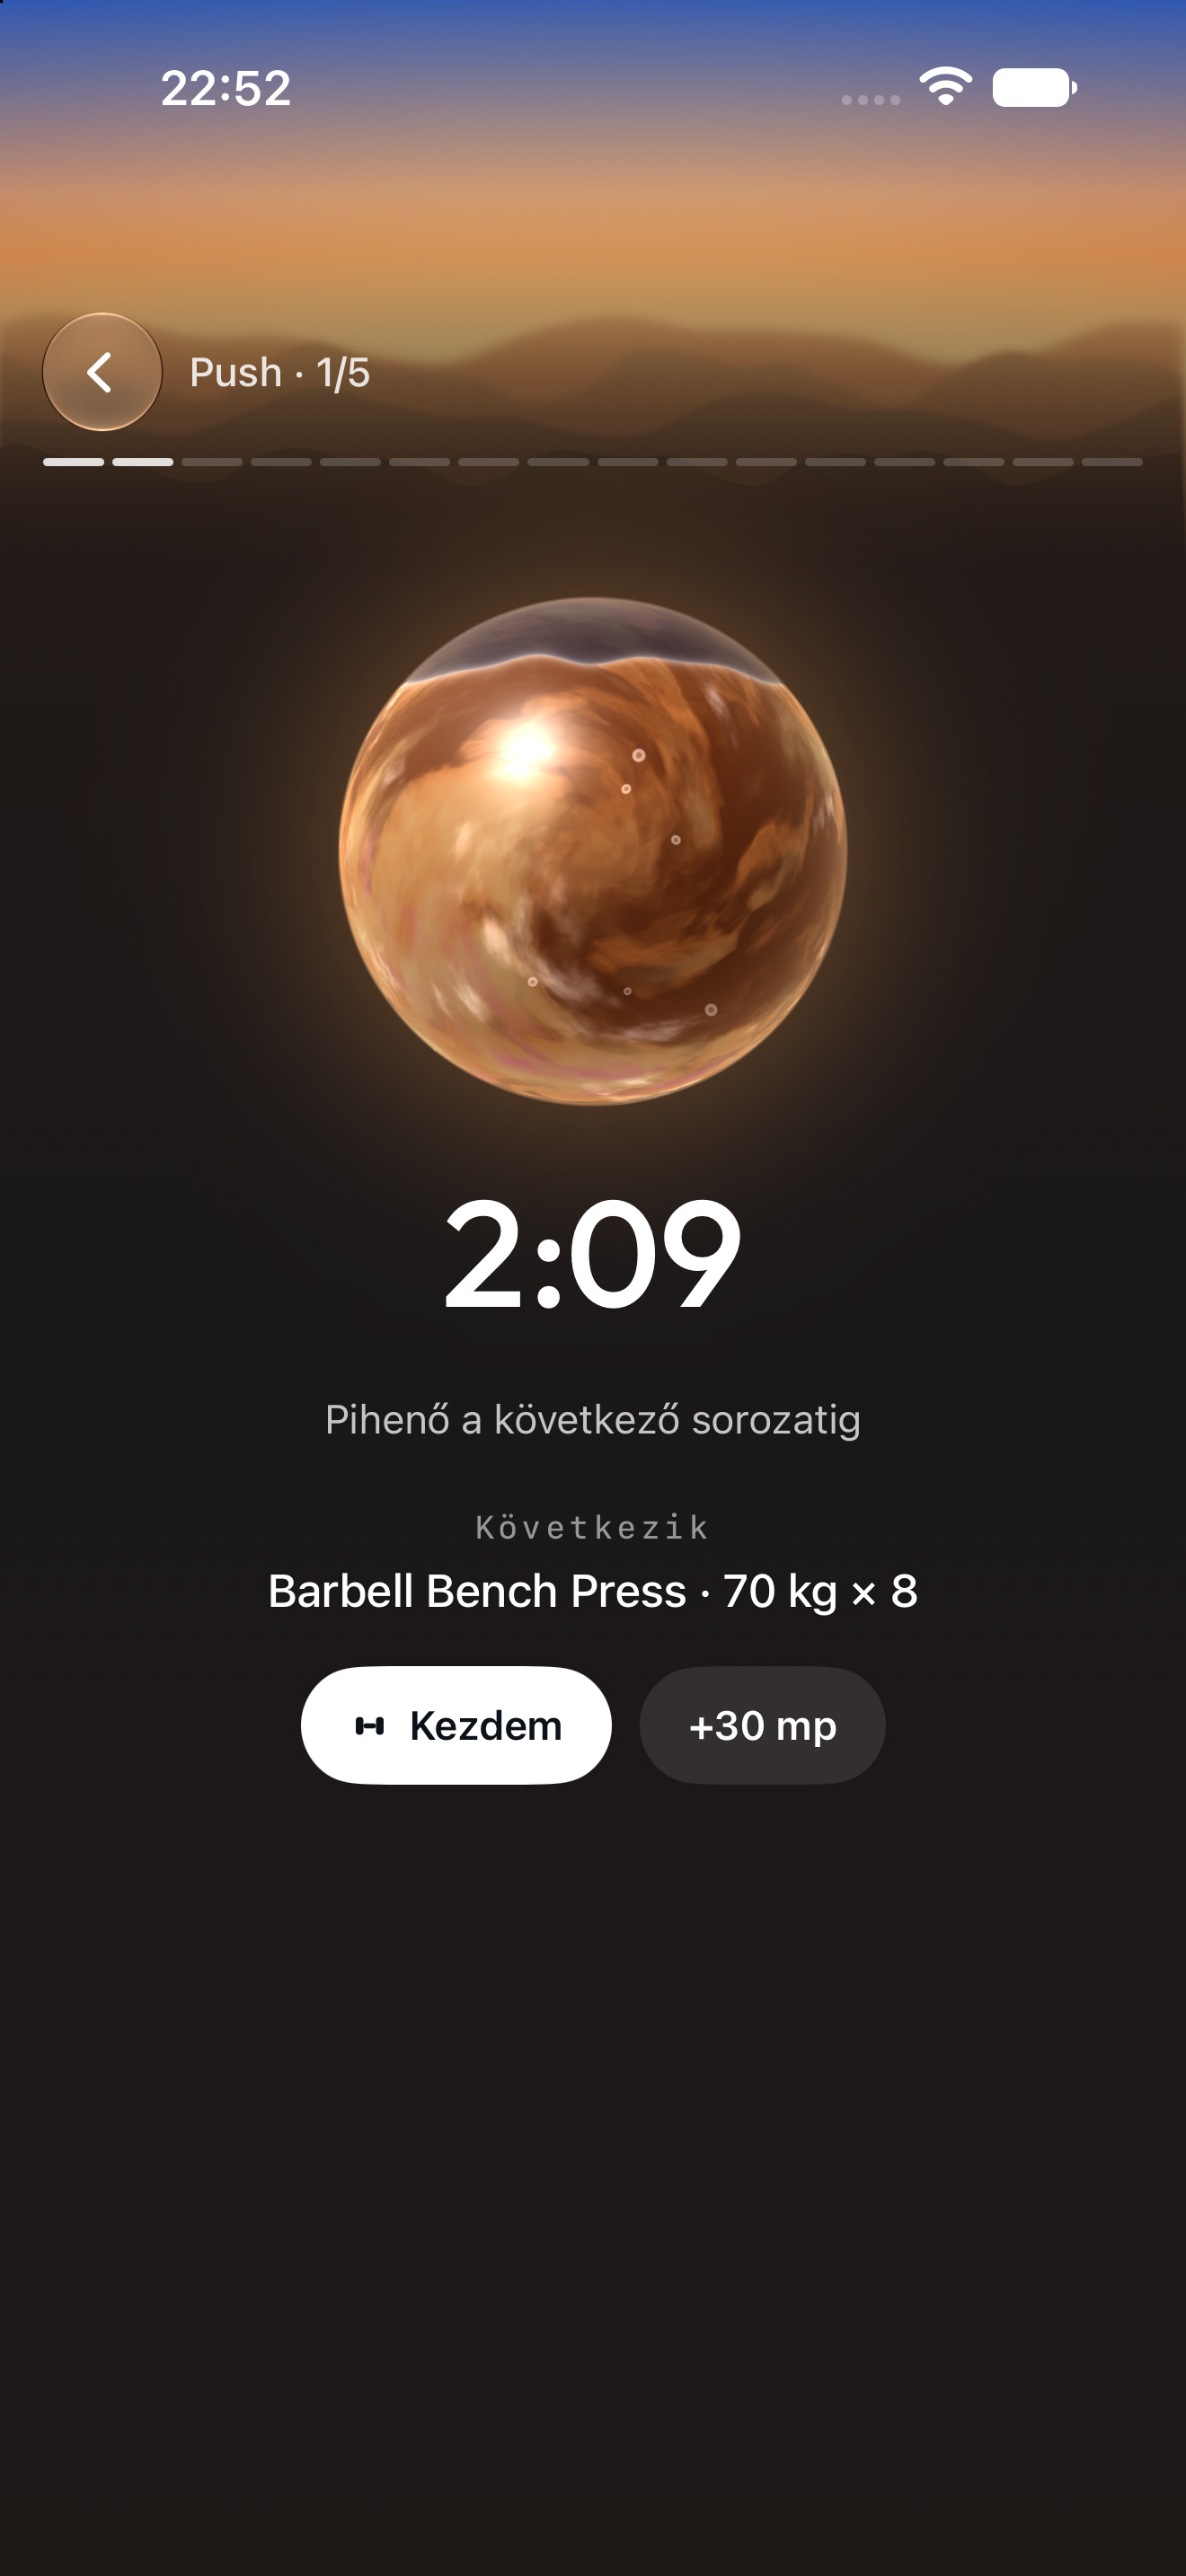 22:52
Push · 1/5
2:09
Pihenő a következő sorozatig
Következik
Barbell Bench Press · 70 kg × 8
Kezdem
+30 mp